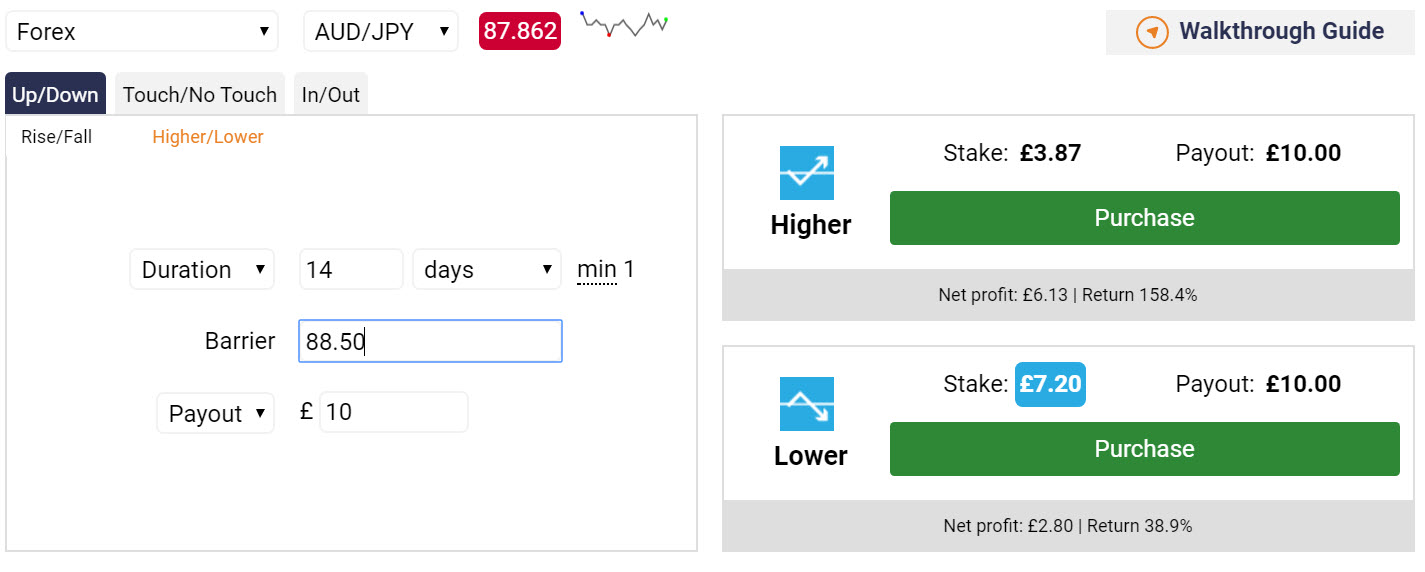 Forex AUD/JPY 87.862 Walkthrough Guide
Up/Down Touch/No Touch In/Out
Rise/Fall Higher/Lower
Duration 14 days min 1
Barrier 88.50
Payout £ 10
Stake: £3.87 Payout: £10.00
Purchase
Higher
Net profit: £6.13 | Return 158.4%
Stake: £7.20 Payout: £10.00
Purchase
Lower
Net profit: £2.80 | Return 38.9%